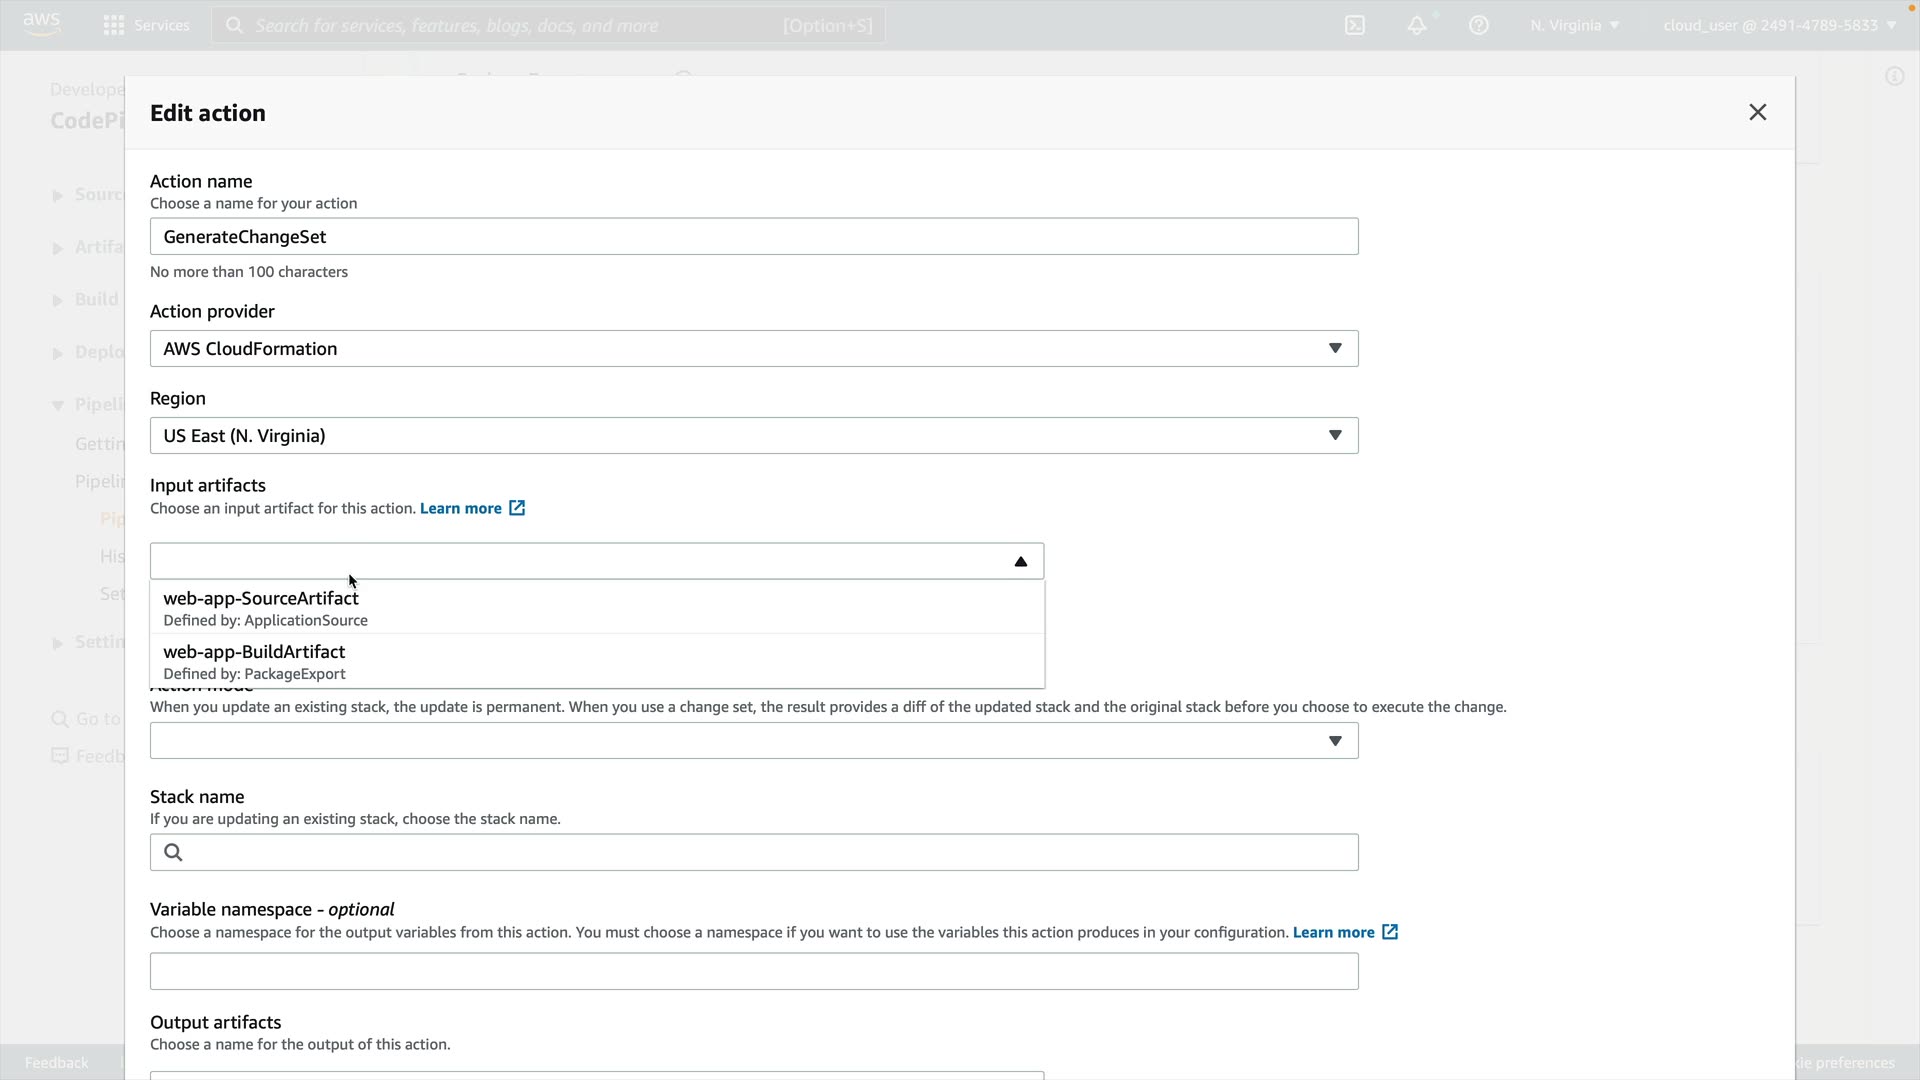 aws
Services
Search for services, features, blogs, docs, and more
[Option+S]
N. Virginia
cloud_user @ 2491-4789-5833
Develope
CodePi
Sourc
Artifa
Build
Deplo
Pipeli
Gettin
Pipelin
Pip
His
Set
Settin
Go to
Feedb
Edit action
Action name
Choose a name for your action
GenerateChangeSet
No more than 100 characters
Action provider
AWS CloudFormation
Region
US East (N. Virginia)
Input artifacts
Choose an input artifact for this action. Learn more
web-app-SourceArtifact
Defined by: ApplicationSource
web-app-BuildArtifact
Defined by: PackageExport
Action mode
When you update an existing stack, the update is permanent. When you use a change set, the result provides a diff of the updated stack and the original stack before you choose to execute the change.
Stack name
If you are updating an existing stack, choose the stack name.
Variable namespace - optional
Choose a namespace for the output variables from this action. You must choose a namespace if you want to use the variables this action produces in your configuration. Learn more
Output artifacts
Choose a name for the output of this action.
Feedback
kie preferences